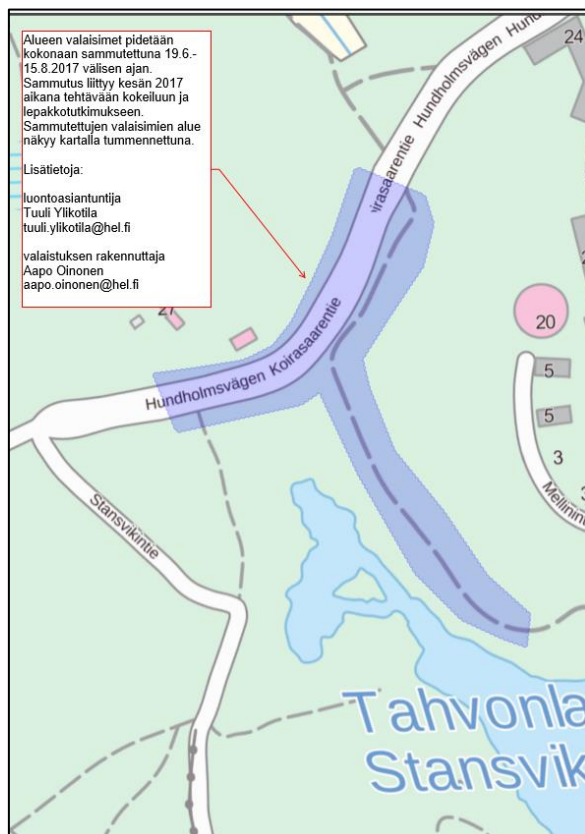 Alueen valaisimet pidetään
kokonaan sammutettuna 19.6.-
15.8.2017 välisen ajan.
Sammutus liittyy kesän 2017
aikana tehtävään kokeiluun ja
lepakkotutkimukseen.
Sammutettujen valaisimien alue
näkyy kartalla tummennettuna.
Lisätietoja:
luontoasiantuntija
Tuuli Ylikotila
tuuli.ylikotila@hel.fi
valaistuksen rakennuttaja
Aapo Oinonen
aapo.oinonen@hel.fi
24
Hundholmsvägen
Koirasaarentie
20
5
5
3
Hundholmsvägen Koirasaarentie
Stansvikintie
Tahvonla
Stansvik